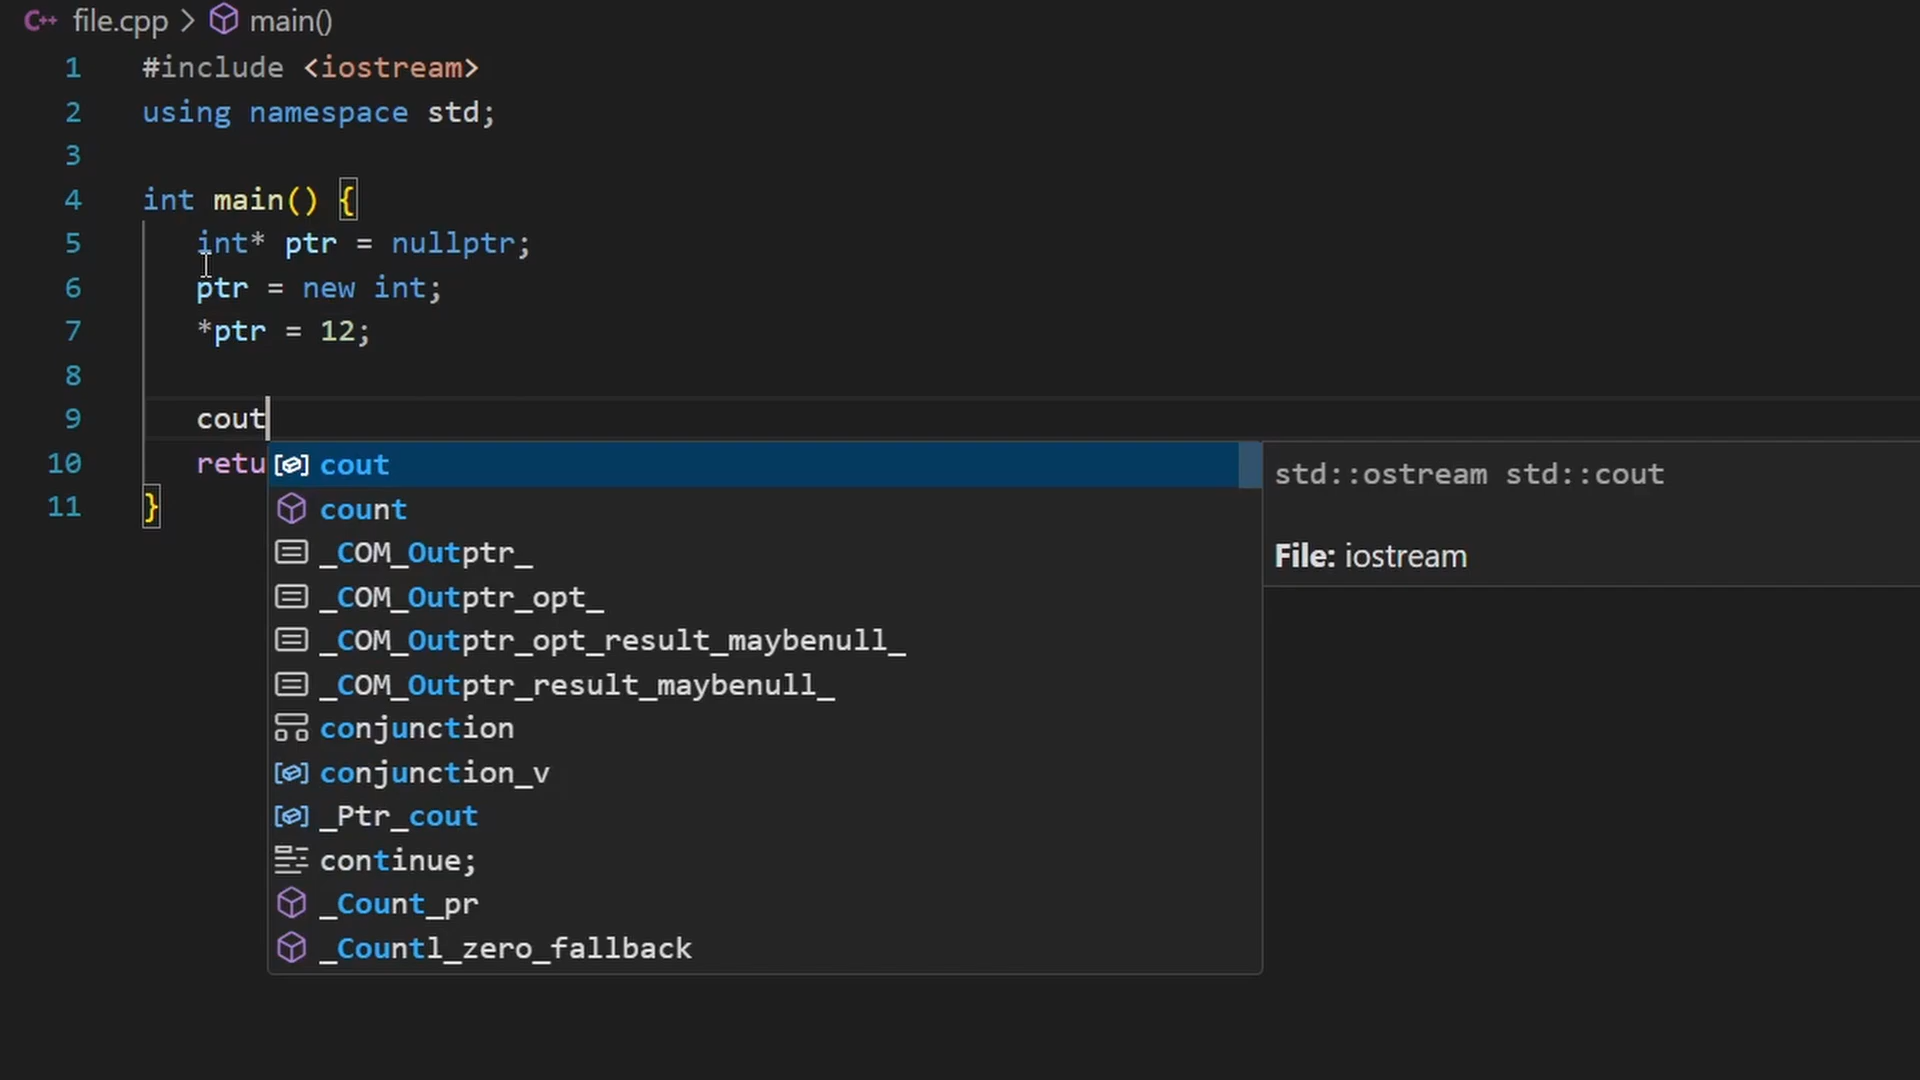 C++ file.cpp > main()
1 #include <iostream>
2 using namespace std;
3
4 int main() {
5 int* ptr = nullptr;
6 ptr = new int;
7 *ptr = 12;
8
9 cout
10 retu
11 }
cout
count
_COM_Outptr_
_COM_Outptr_opt_
_COM_Outptr_opt_result_maybenull_
_COM_Outptr_result_maybenull_
conjunction
conjunction_v
_Ptr_cout
continue;
_Count_pr
_Countl_zero_fallback
std::ostream std::cout
File: iostream